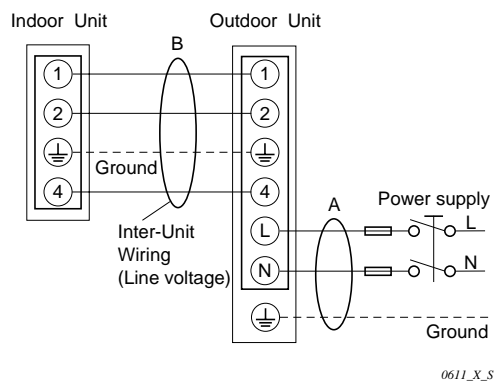 Indoor Unit
Outdoor Unit
B
1
1
2
2
Ground
4
4
A
Power supply
Inter-Unit
Wiring
(Line voltage)
L
L
N
N
Ground
0611_X_S